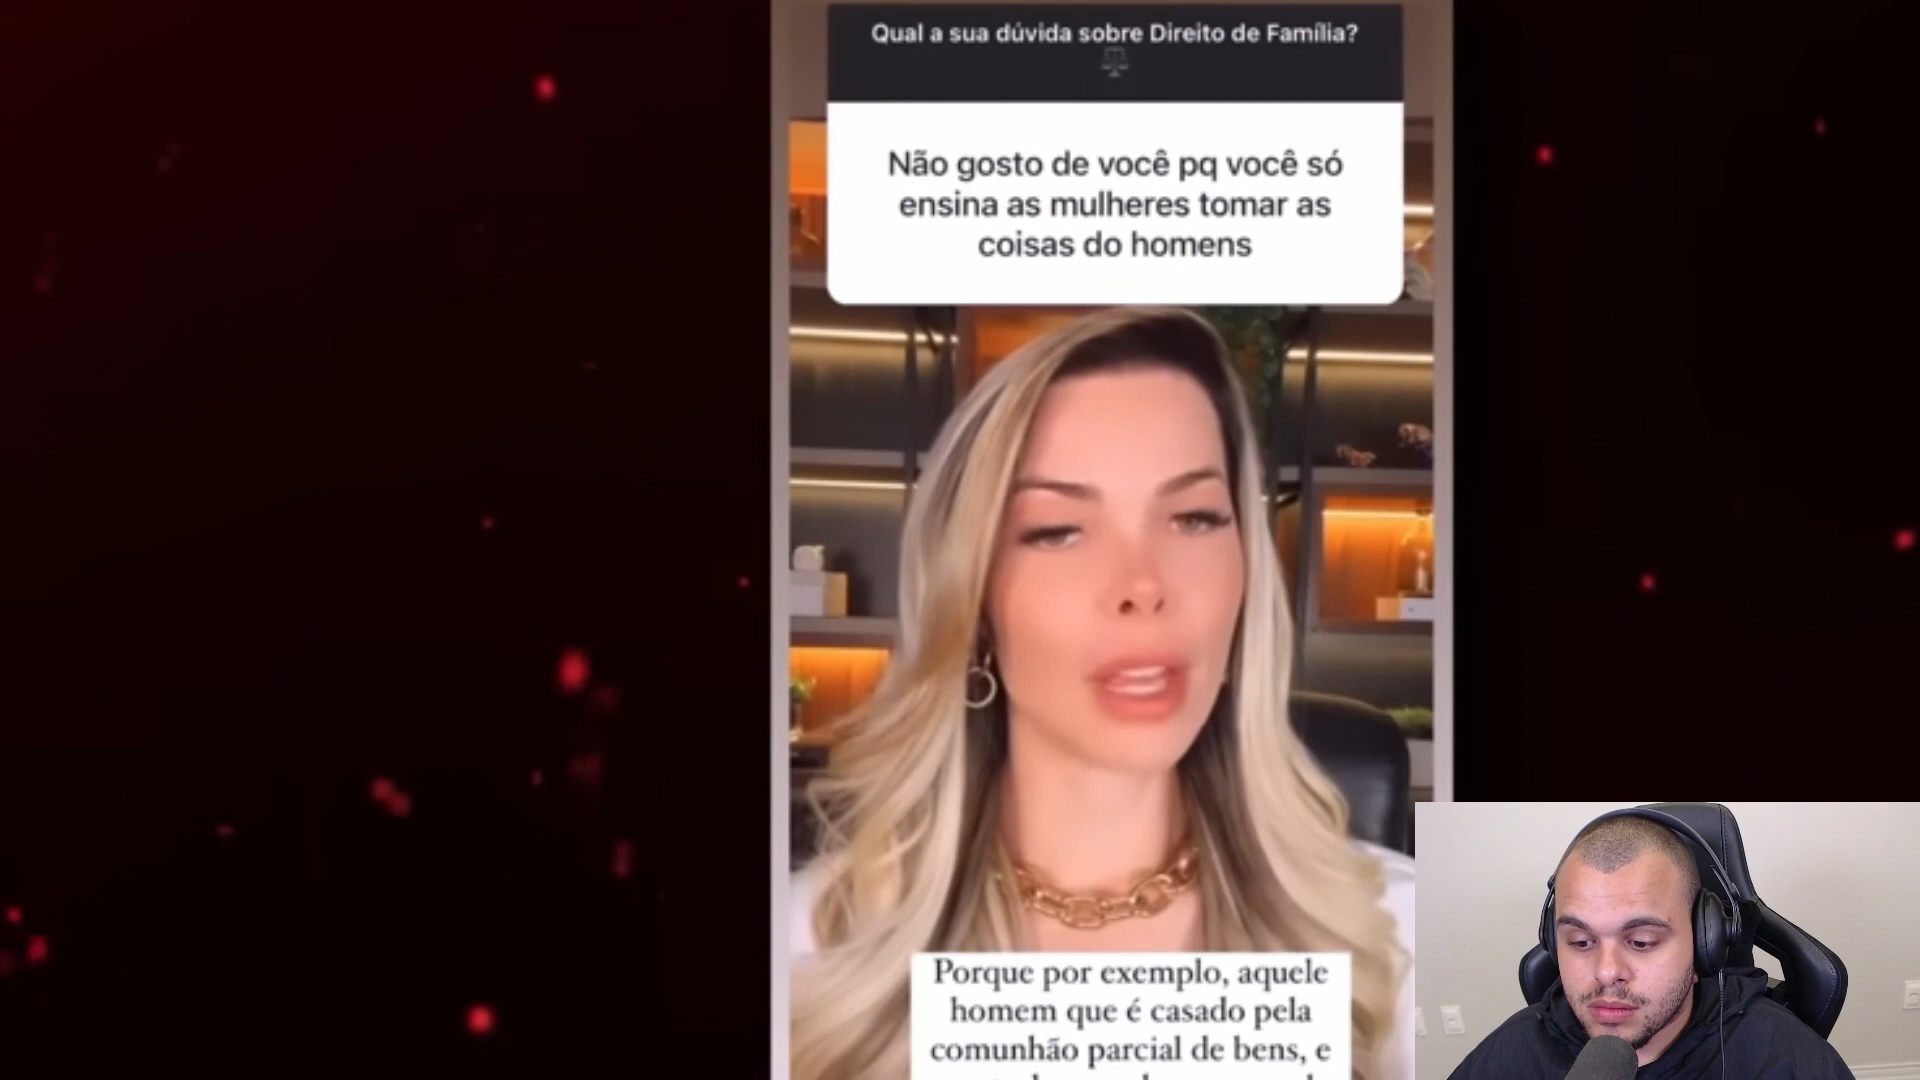 Qual a sua dúvida sobre Direito de Família?
Não gosto de você pq você só
ensina as mulheres tomar as
coisas do homens
Porque por exemplo, aquele
homem que é casado pela
comunhão parcial de bens, e